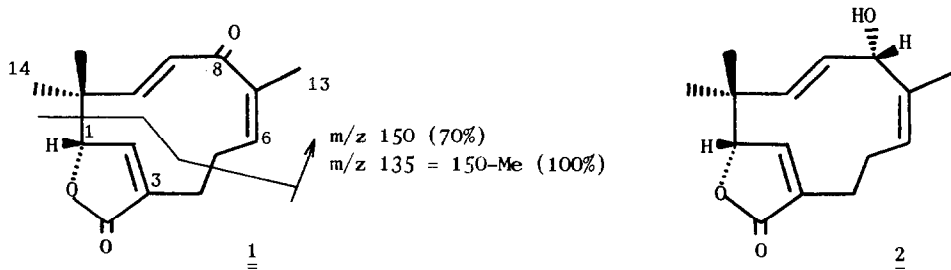 O
HO
8
H
14
13
1
H
6
m/z 150 (70%)
H
m/z 135 = 150-Me (100%)
3
O
O
O
O
1
2